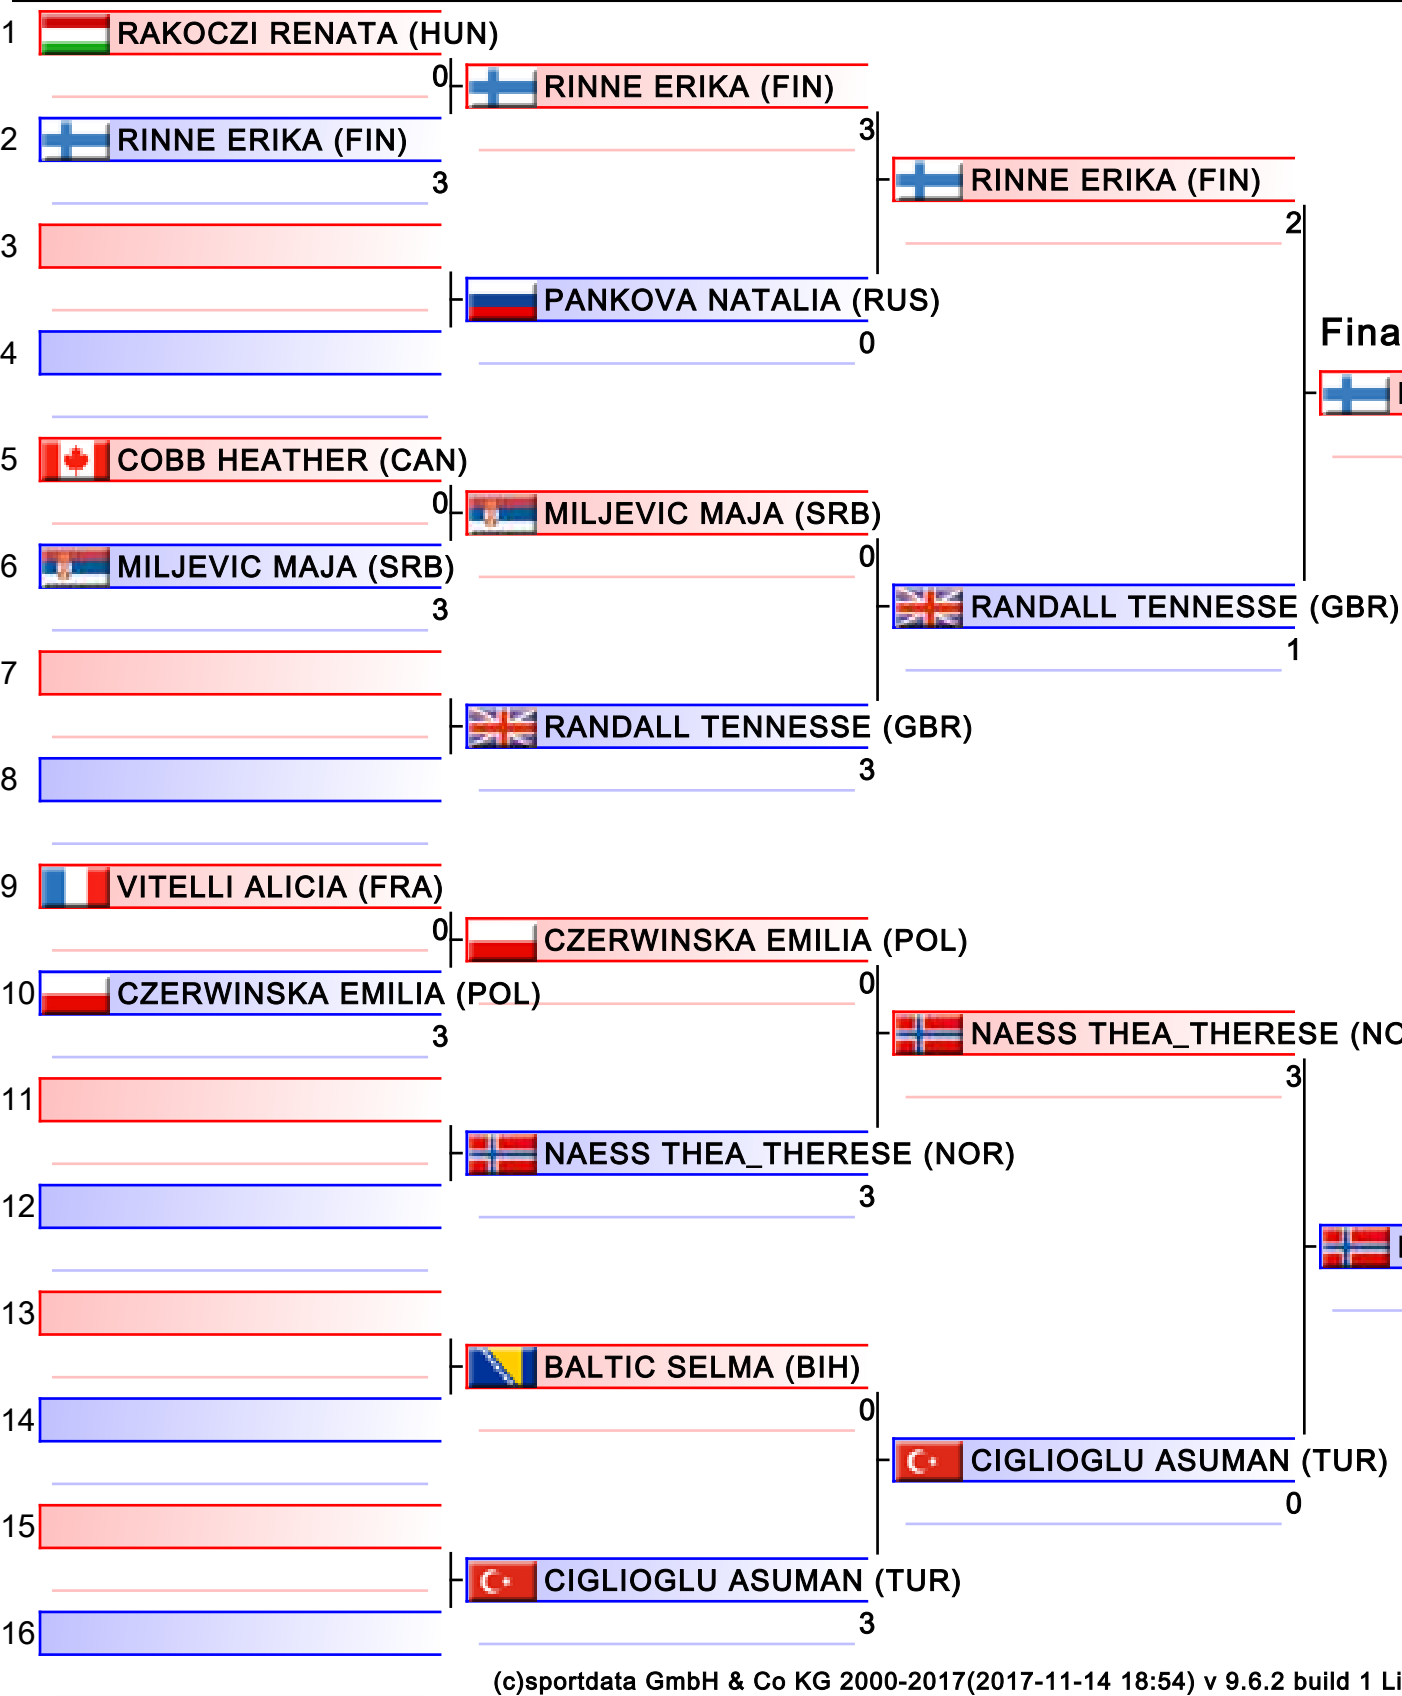 1 RAKOCZI RENATA (HUN)
0
RINNE ERIKA (FIN)
3
2 RINNE ERIKA (FIN)
3
RINNE ERIKA (FIN)
2
3
PANKOVA NATALIA (RUS)
0
4
Fina
5 COBB HEATHER (CAN)
0
MILJEVIC MAJA (SRB)
0
6 MILJEVIC MAJA (SRB)
3
RANDALL TENNESSE (GBR)
1
7
RANDALL TENNESSE (GBR)
3
8
9 VITELLI ALICIA (FRA)
0
CZERWINSKA EMILIA (POL)
0
10 CZERWINSKA EMILIA (POL)
3
NAESS THEA_THERESE (NO
3
11
NAESS THEA_THERESE (NOR)
3
12
13
BALTIC SELMA (BIH)
0
14
CIGLIOGLU ASUMAN (TUR)
0
15
CIGLIOGLU ASUMAN (TUR)
3
16
(c)sportdata GmbH & Co KG 2000-2017(2017-11-14 18:54) v 9.6.2 build 1 Li